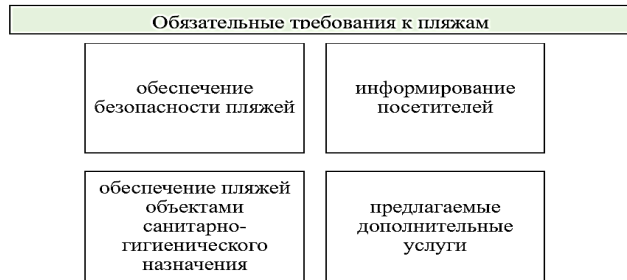 Обязательные требования к пляжам
обеспечение
безопасности пляжей
информирование
посетителей
обеспечение пляжей
объектами
санитарно-
гигиенического
назначения
предлагаемые
дополнительные
услуги